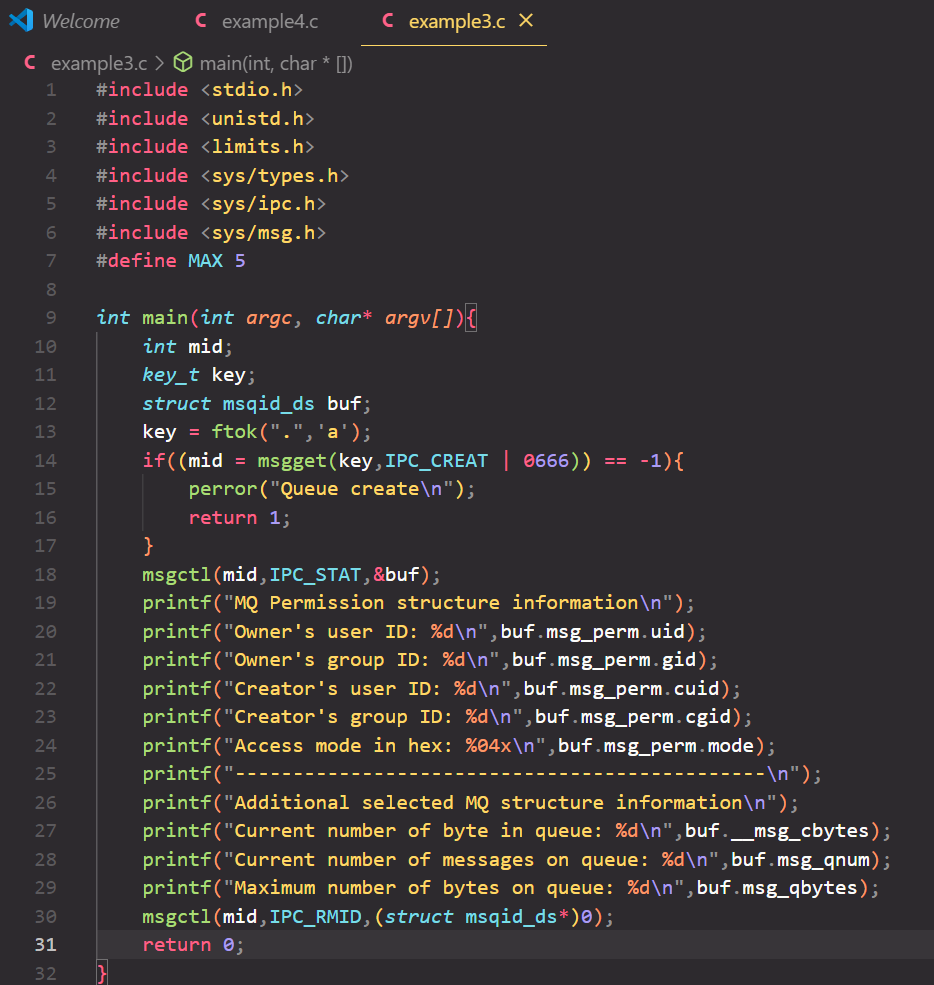 Welcome C example4.c C example3.c ×
C example3.c > main(int, char * [])
1 #include <stdio.h>
2 #include <unistd.h>
3 #include <limits.h>
4 #include <sys/types.h>
5 #include <sys/ipc.h>
6 #include <sys/msg.h>
7 #define MAX 5
8
9 int main(int argc, char* argv[]){
10     int mid;
11     key_t key;
12     struct msqid_ds buf;
13     key = ftok(".",'a');
14     if((mid = msgget(key,IPC_CREAT | 0666)) == -1){
15         perror("Queue create\n");
16         return 1;
17     }
18     msgctl(mid,IPC_STAT,&buf);
19     printf("MQ Permission structure information\n");
20     printf("Owner's user ID: %d\n",buf.msg_perm.uid);
21     printf("Owner's group ID: %d\n",buf.msg_perm.gid);
22     printf("Creator's user ID: %d\n",buf.msg_perm.cuid);
23     printf("Creator's group ID: %d\n",buf.msg_perm.cgid);
24     printf("Access mode in hex: %04x\n",buf.msg_perm.mode);
25     printf("----------------------------------------------\n");
26     printf("Additional selected MQ structure information\n");
27     printf("Current number of byte in queue: %d\n",buf.__msg_cbytes);
28     printf("Current number of messages on queue: %d\n",buf.msg_qnum);
29     printf("Maximum number of bytes on queue: %d\n",buf.msg_qbytes);
30     msgctl(mid,IPC_RMID,(struct msqid_ds*)0);
31     return 0;
32 }